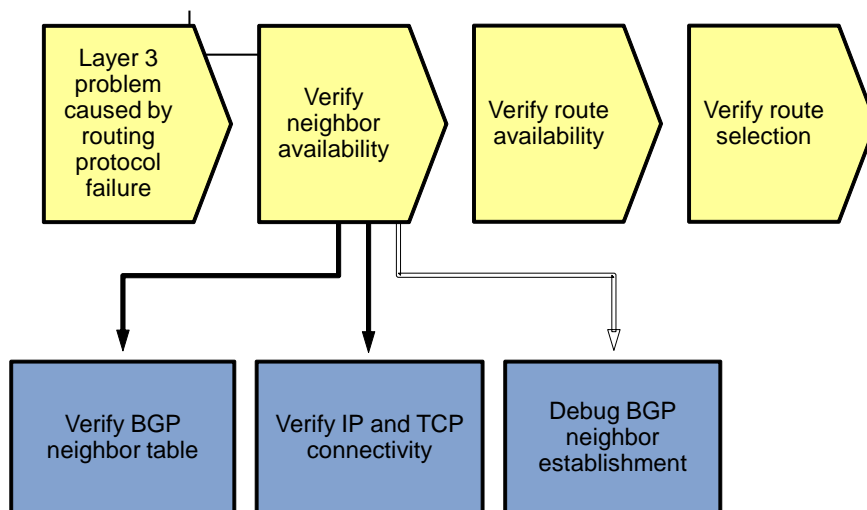 Layer 3
problem
caused by
routing
protocol
failure
Verify
neighbor
availability
Verify route
availability
Verify route
selection
Verify BGP
neighbor table
Verify IP and TCP
connectivity
Debug BGP
neighbor
establishment